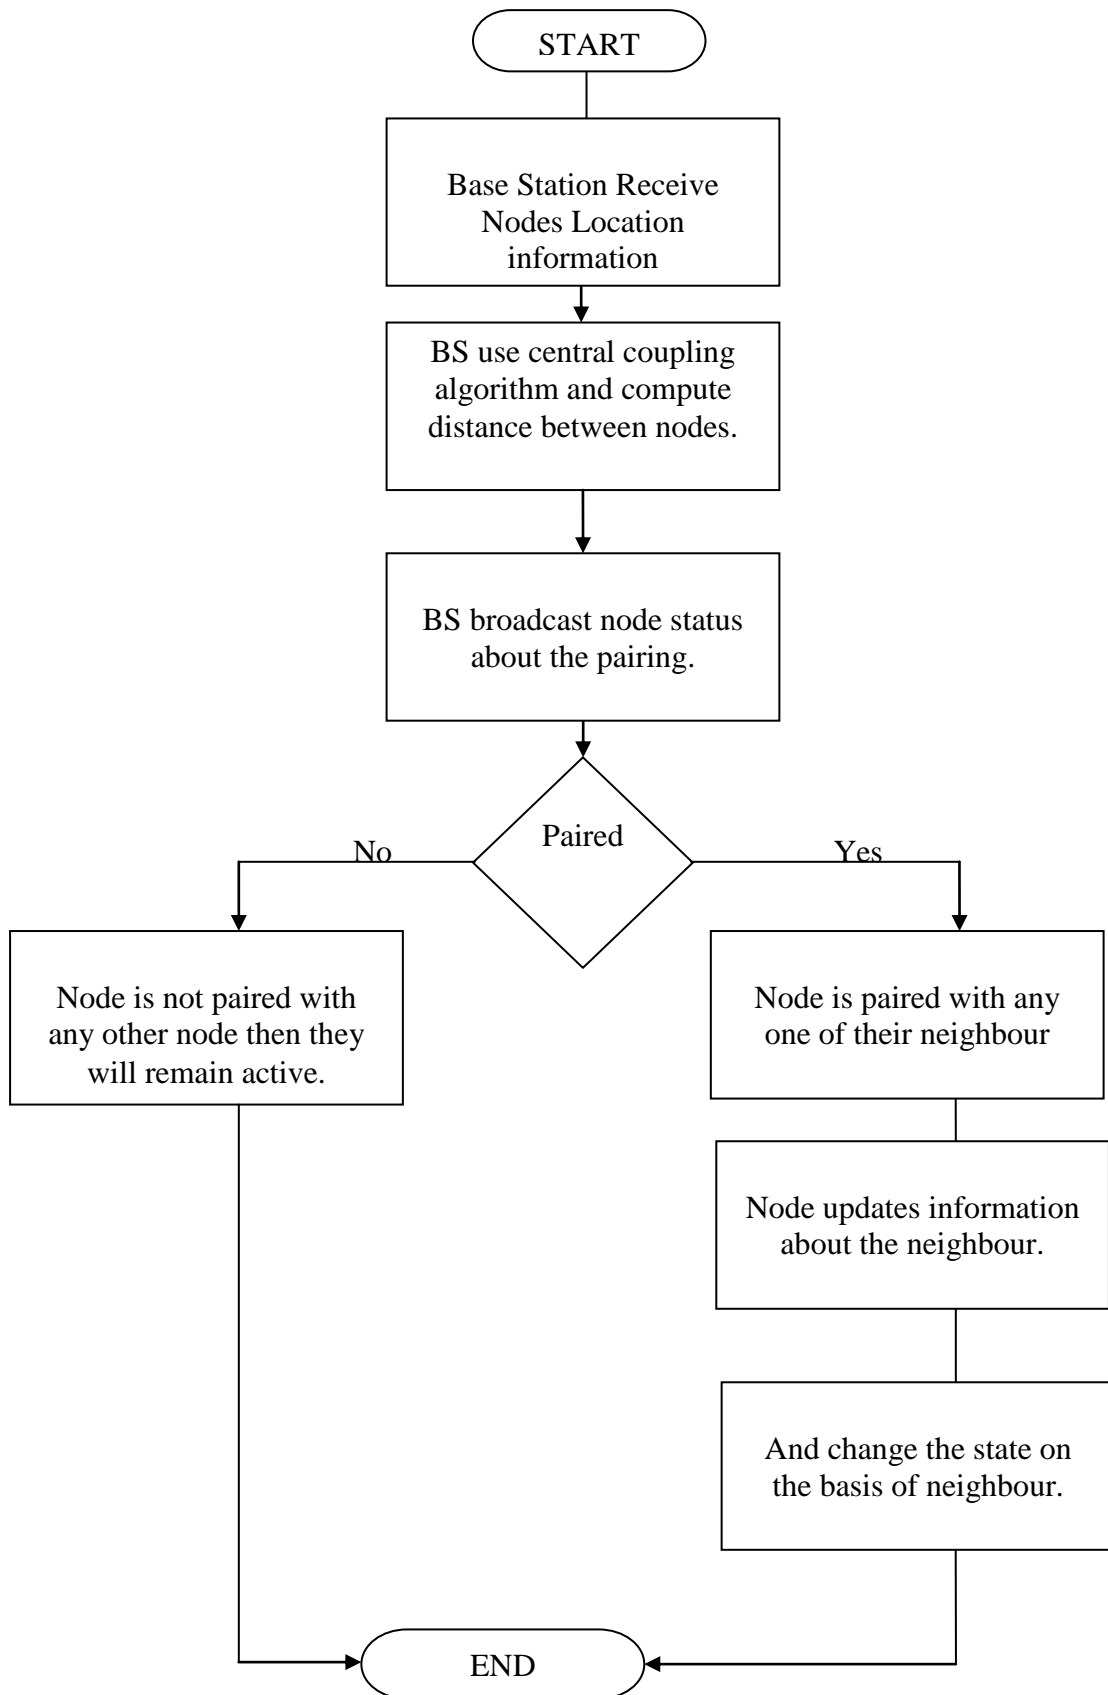 START
Base Station Receive
Nodes Location
information
BS use central coupling
algorithm and compute
distance between nodes.
BS broadcast node status
about the pairing.
Paired
No
Yes
Node is not paired with
any other node then they
will remain active.
Node is paired with any
one of their neighbour
Node updates information
about the neighbour.
And change the state on
the basis of neighbour.
END